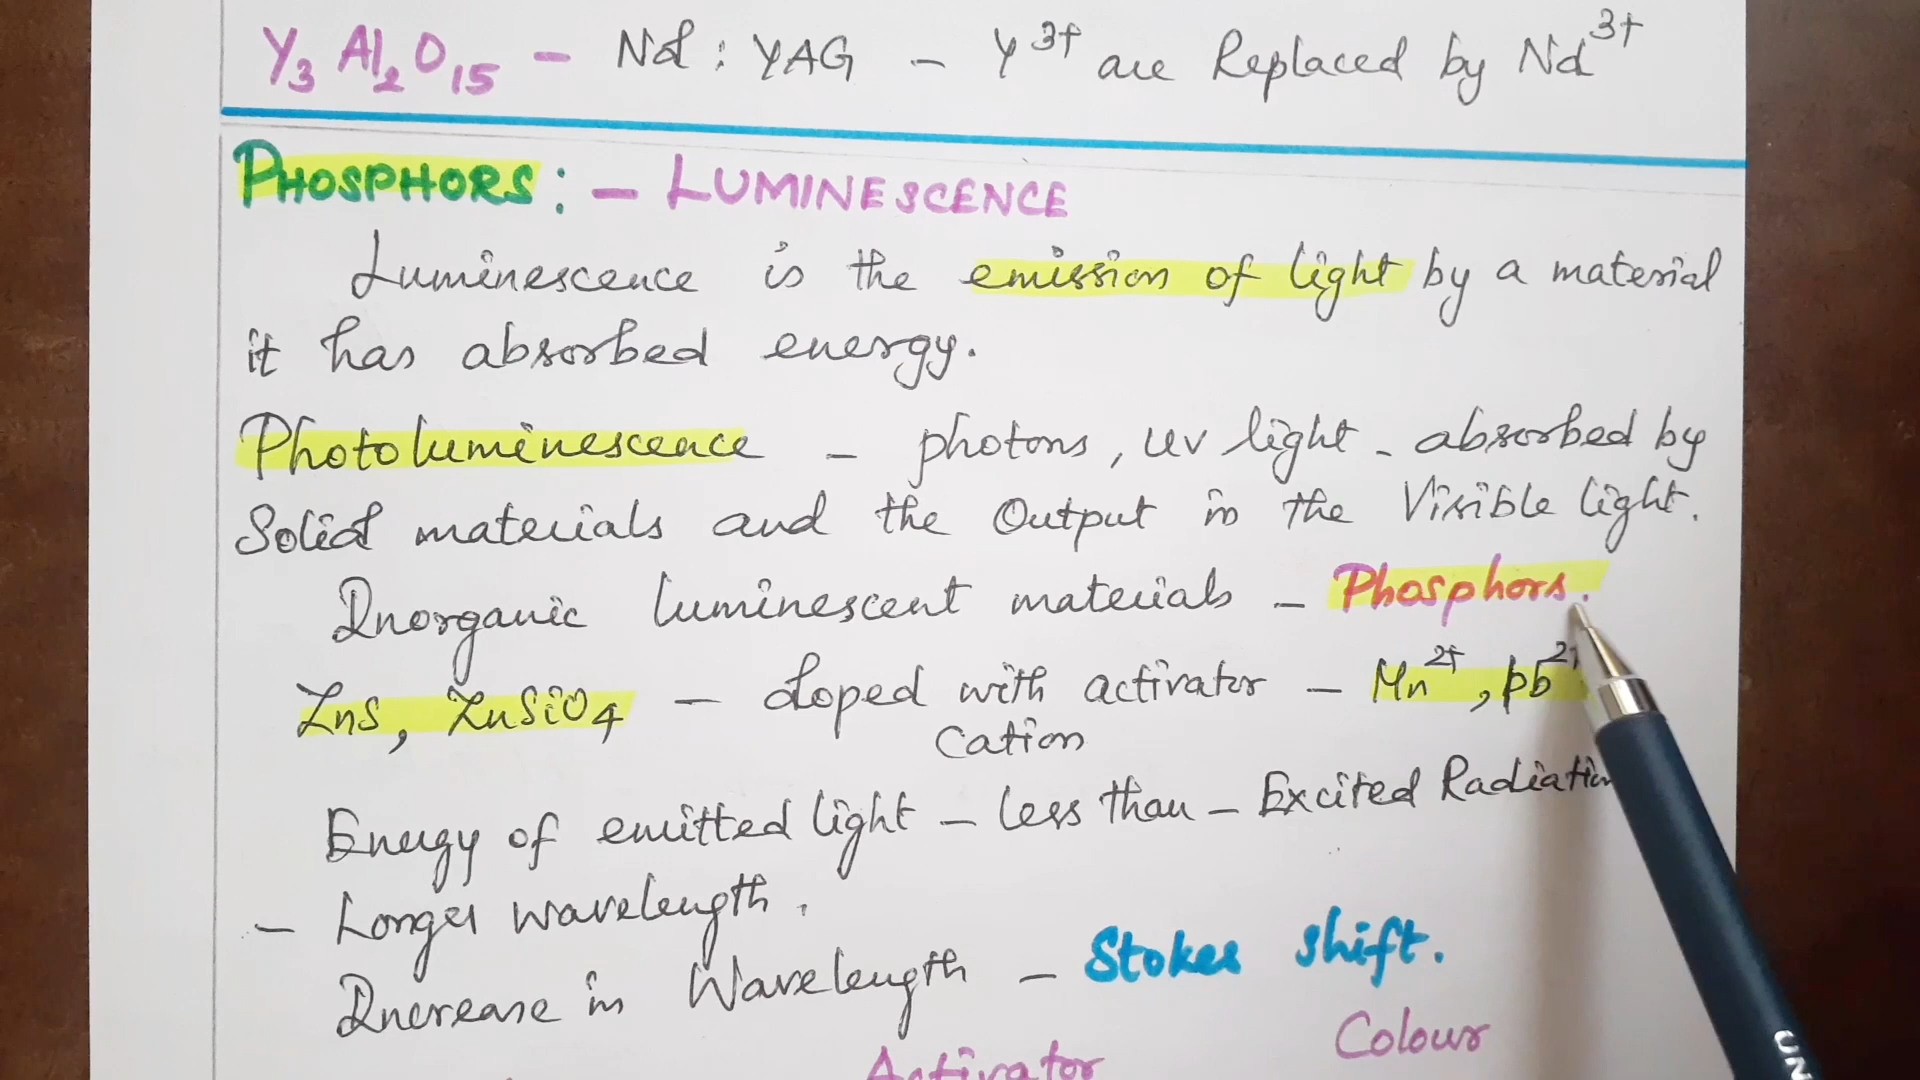 Y₃Al₂O₁₅ – Nd : YAG – Y³⁺ are Replaced by Nd³⁺
PHOSPHORS : – LUMINESCENCE
Luminescence is the emission of light by a material
it has absorbed energy.
Photoluminescence – photons, UV light – absorbed by
Solid materials and the Output in the Visible light.
Inorganic luminescent materials – Phosphors.
ZnS, ZnSiO4 – doped with activator – Mn²⁺, pb²⁺
Cation
Energy of emitted light – less than – Excited Radiation
– Longer wavelength.
Increase in Wavelength – Stokes shift.
Activator Colour
UN